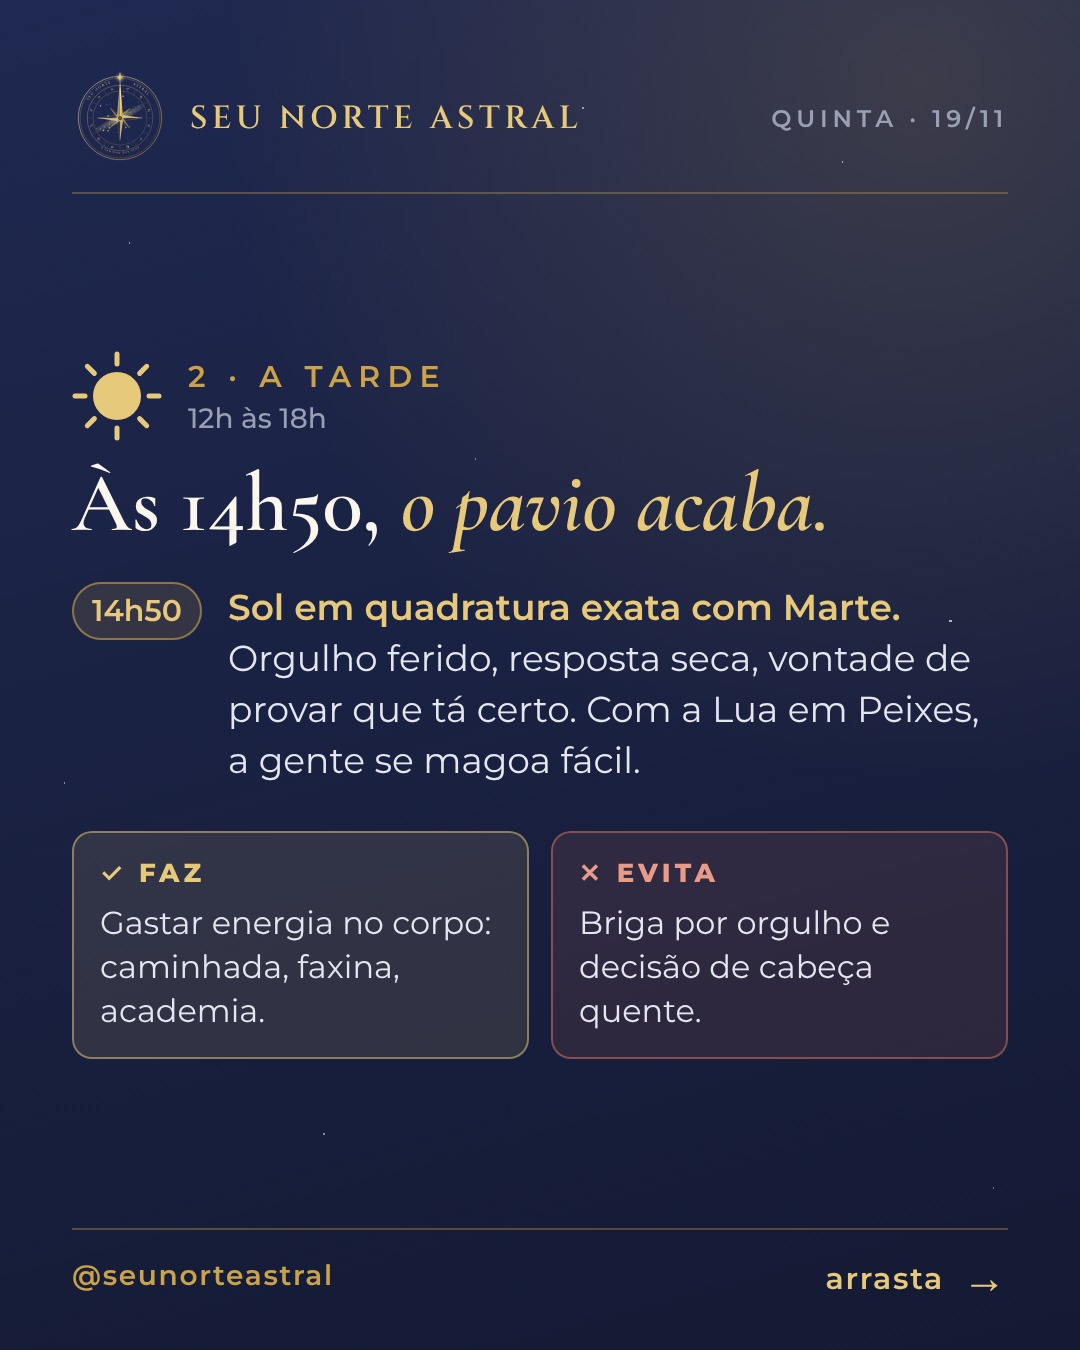 SEU NORTE ASTRAL
QUINTA · 19/11
2 · A TARDE
12h às 18h
Às 14h50, o pavio acaba.
14h50
Sol em quadratura exata com Marte.
Orgulho ferido, resposta seca, vontade de
provar que tá certo. Com a Lua em Peixes,
a gente se magoa fácil.
✓ FAZ
Gastar energia no corpo:
caminhada, faxina,
academia.
✕ EVITA
Briga por orgulho e
decisão de cabeça
quente.
@seunorteastral
arrasta →